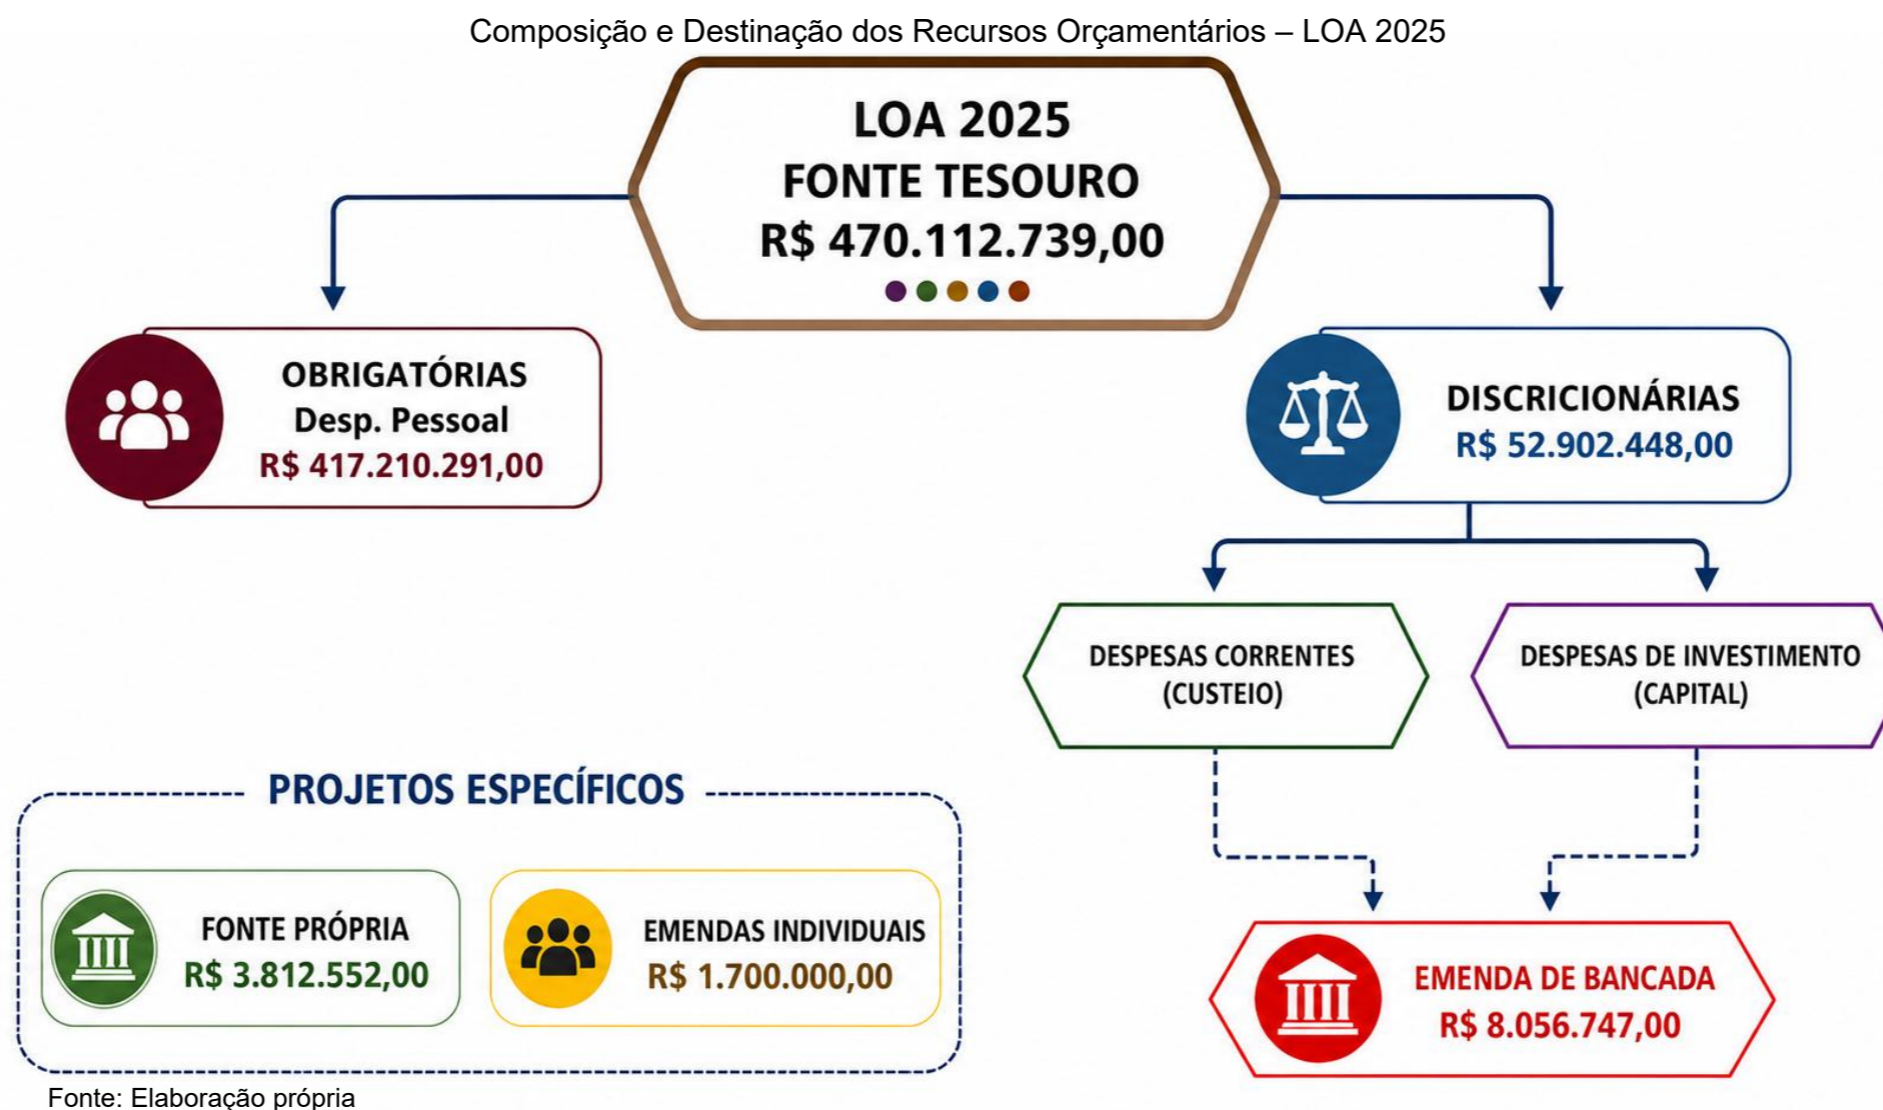 Composição e Destinação dos Recursos Orçamentários – LOA 2025
LOA 2025
FONTE TESOURO
R$ 470.112.739,00
OBRIGATÓRIAS
Desp. Pessoal
R$ 417.210.291,00
DISCRICIONÁRIAS
R$ 52.902.448,00
DESPESAS CORRENTES
(CUSTEIO)
DESPESAS DE INVESTIMENTO
(CAPITAL)
PROJETOS ESPECÍFICOS
FONTE PRÓPRIA
R$ 3.812.552,00
EMENDAS INDIVIDUAIS
R$ 1.700.000,00
EMENDA DE BANCADA
R$ 8.056.747,00
Fonte: Elaboração própria